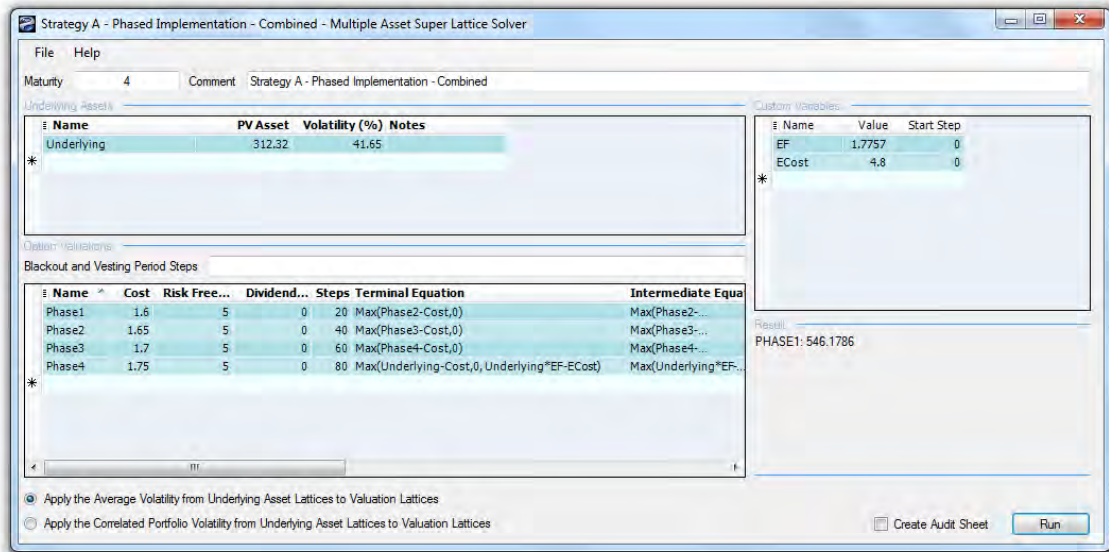 Strategy A - Phased Implementation - Combined - Multiple Asset Super Lattice Solver
File Help
Maturity 4 Comment Strategy A - Phased Implementation - Combined
Underlying Assets
Name PV Asset Volatility (%) Notes
Underlying 312.32 41.65
*
Custom Variables
Name Value Start Step
EF 1.7757 0
ECost 4.8 0
*
Option Valuations
Blackout and Vesting Period Steps
Name Cost Risk Free... Dividend... Steps Terminal Equation Intermediate Equa
Phase1 1.6 5 0 20 Max(Phase2-Cost,0) Max(Phase2-...
Phase2 1.65 5 0 40 Max(Phase3-Cost,0) Max(Phase3-...
Phase3 1.7 5 0 60 Max(Phase4-Cost,0) Max(Phase4-...
Phase4 1.75 5 0 80 Max(Underlying-Cost,0,Underlying*EF-ECost) Max(Underlying*EF-...
*
Result
PHASE1: 546.1786
Apply the Average Volatility from Underlying Asset Lattices to Valuation Lattices
Apply the Correlated Portfolio Volatility from Underlying Asset Lattices to Valuation Lattices
Create Audit Sheet Run